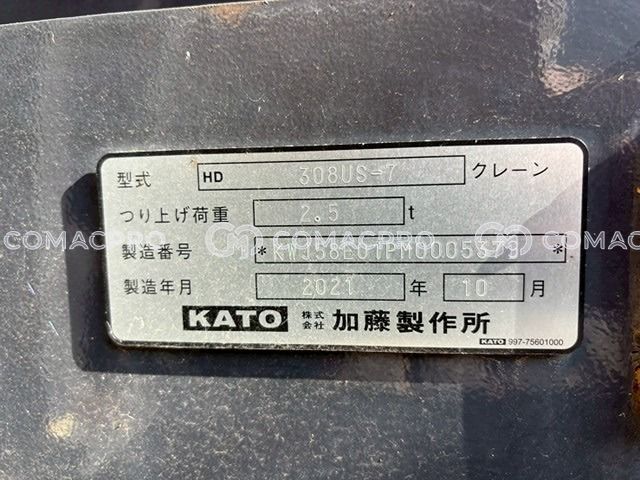 型式 HD 308US-7 クレーン
つり上げ荷重 2.5 t
COMACPRO COMACPRO COMACPRO
製造番号
製造年月 2021 年 10 月
KATO 株式会社 加藤製作所
KATO 997-75601000